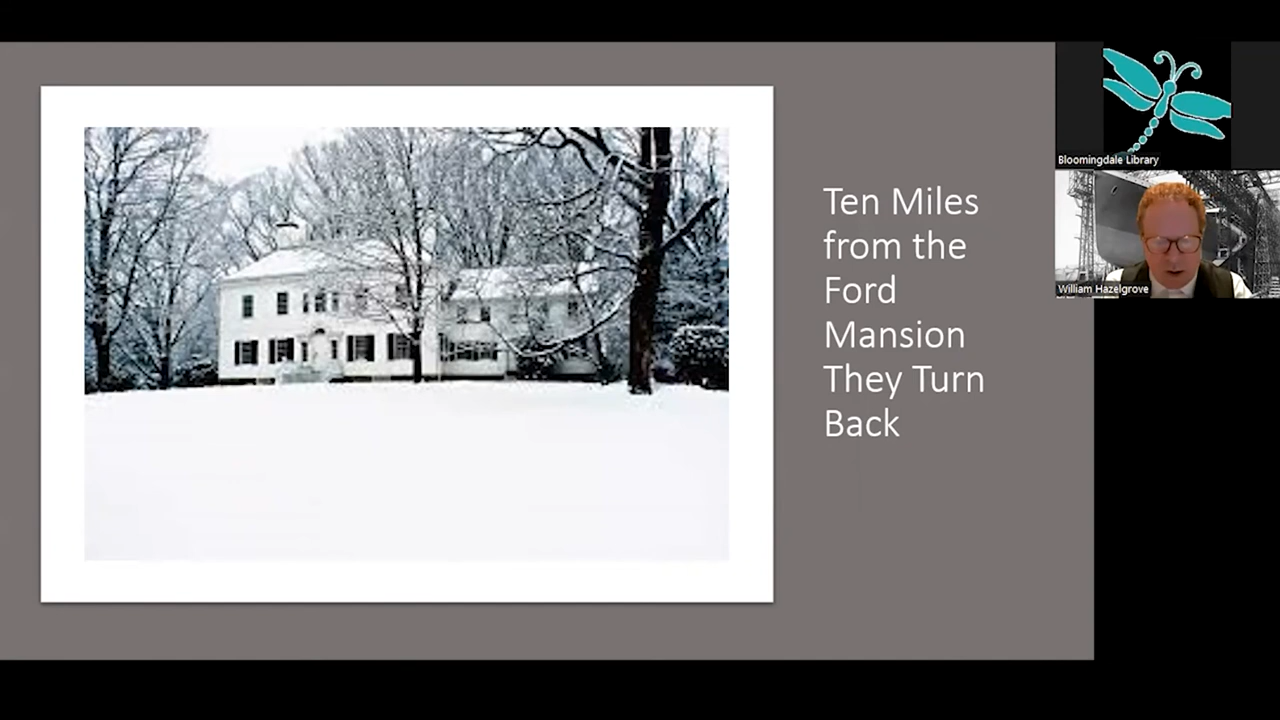 Ten Miles
from the
Ford
Mansion
They Turn
Back
Bloomingdale Library
William Hazelgrove